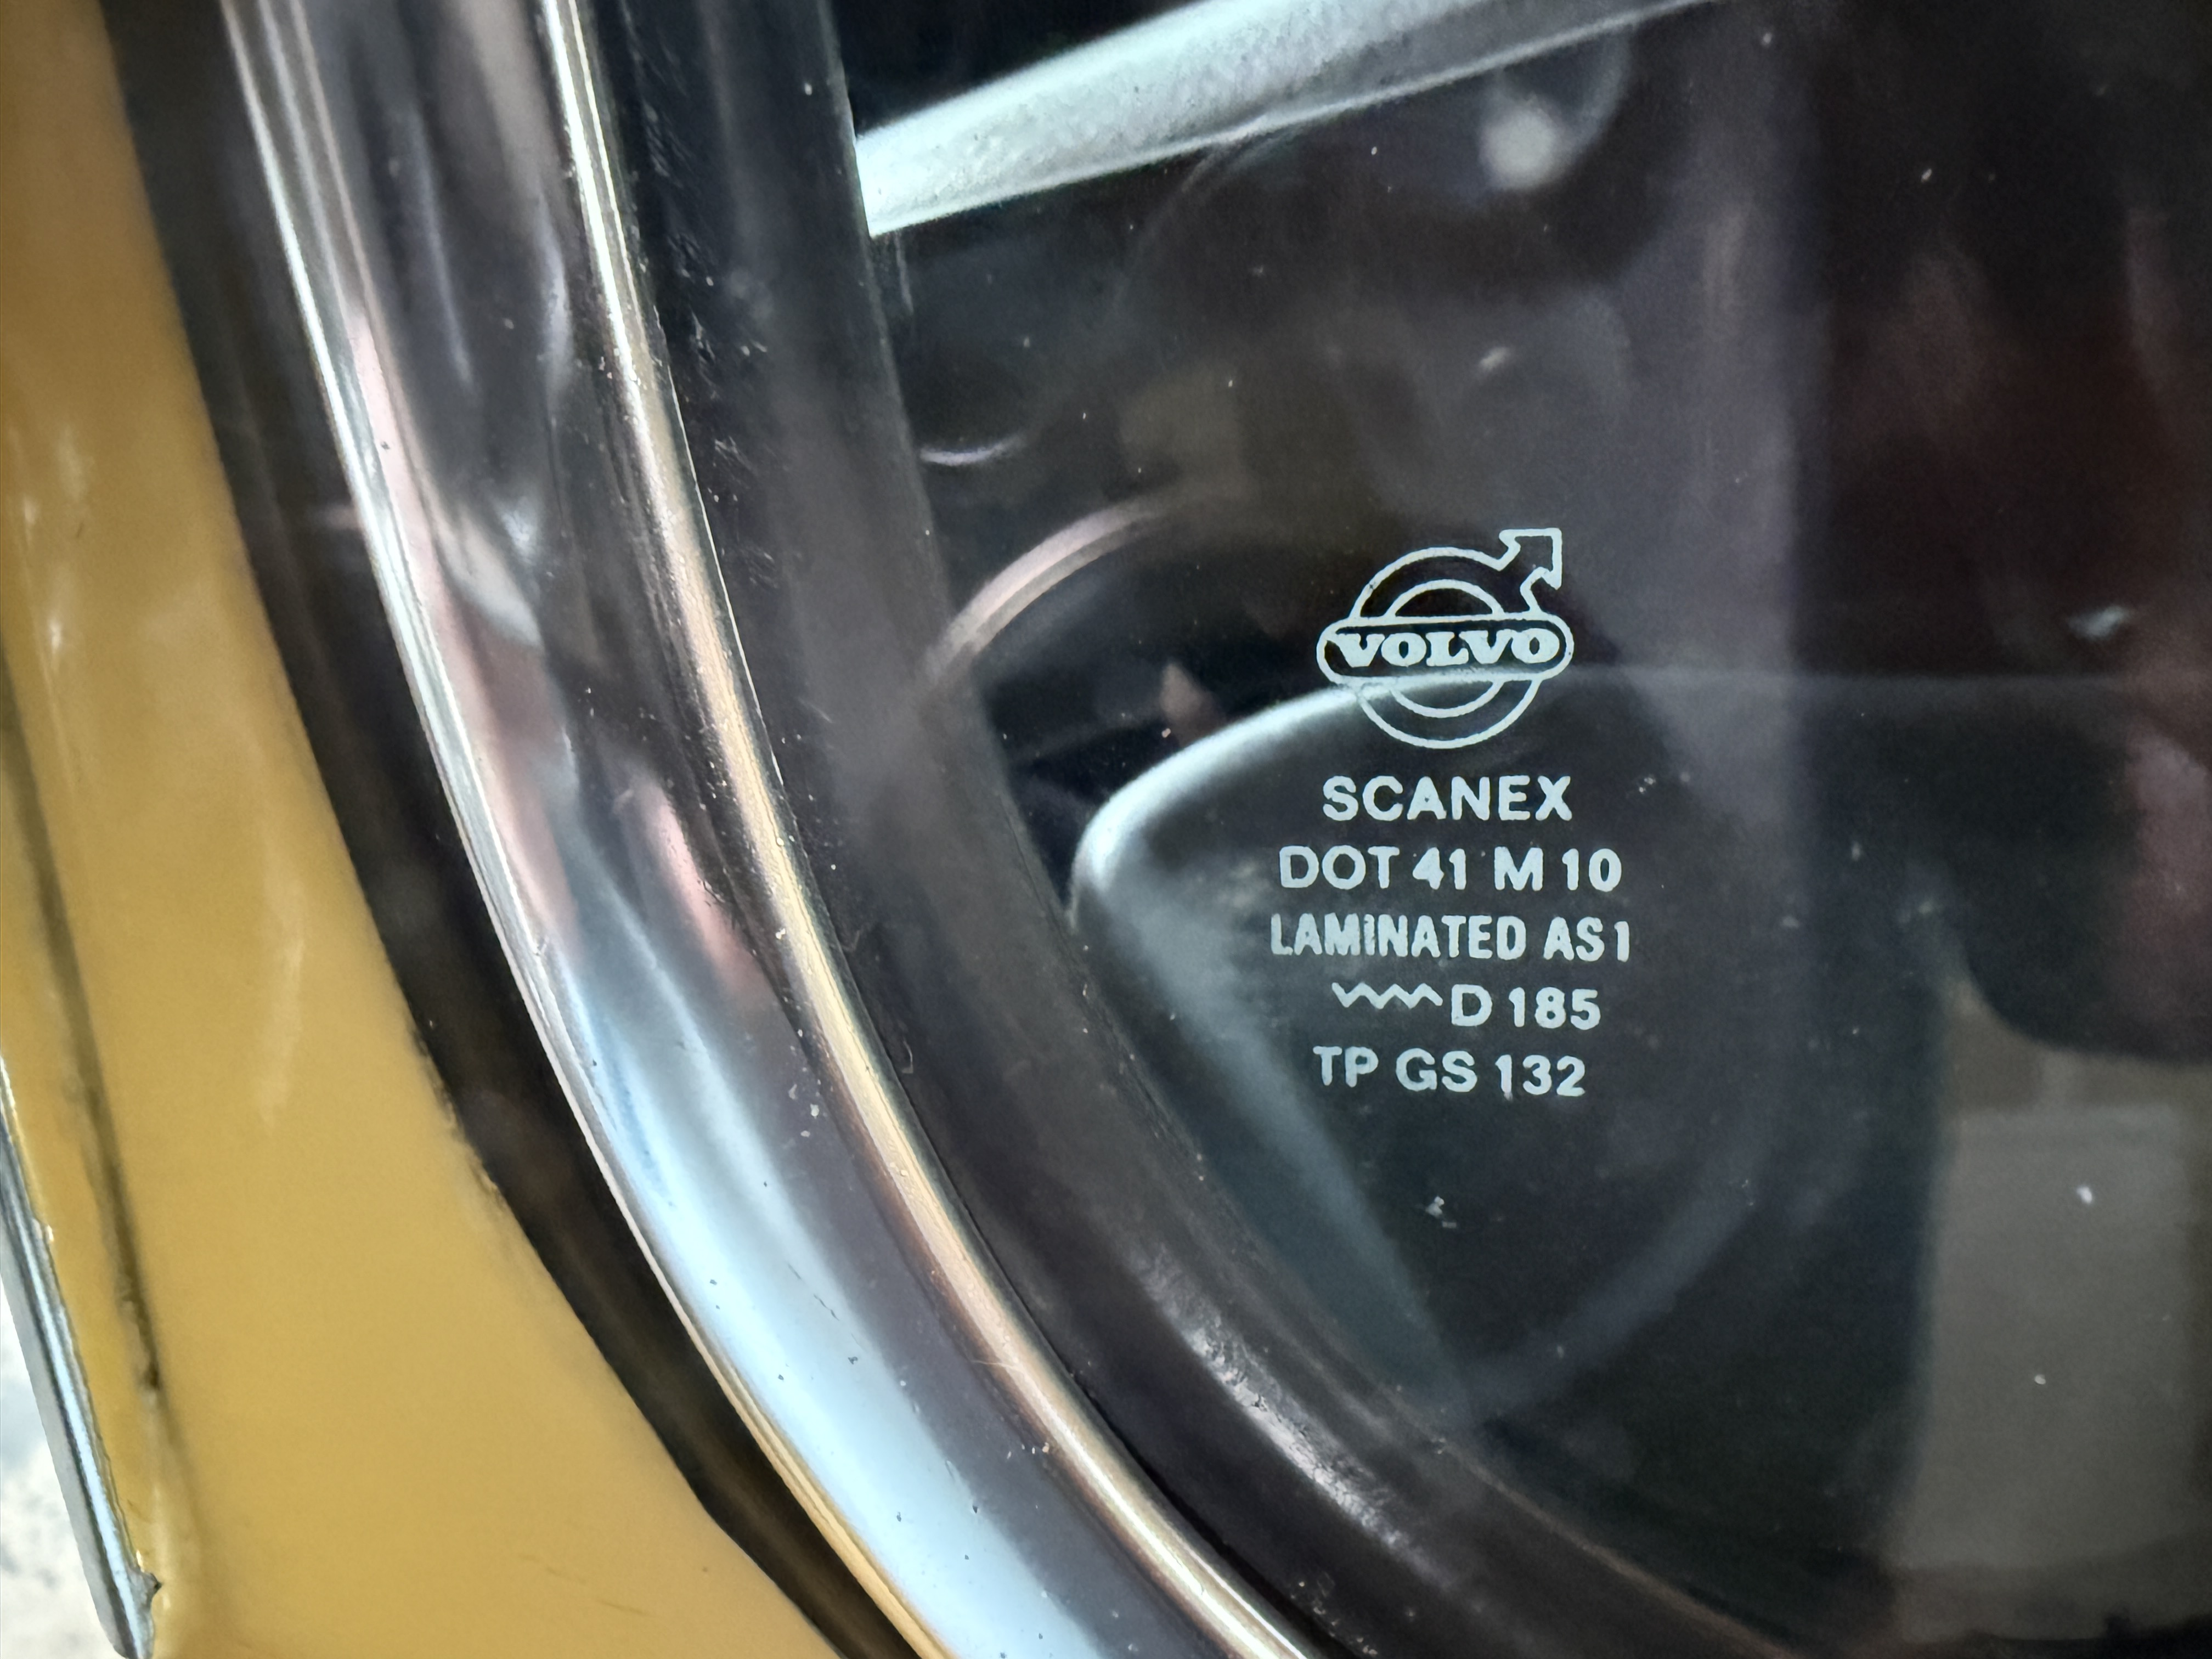 VOLVO
SCANEX
DOT 41 M 10
LAMINATED AS1
D 185
TP GS 132